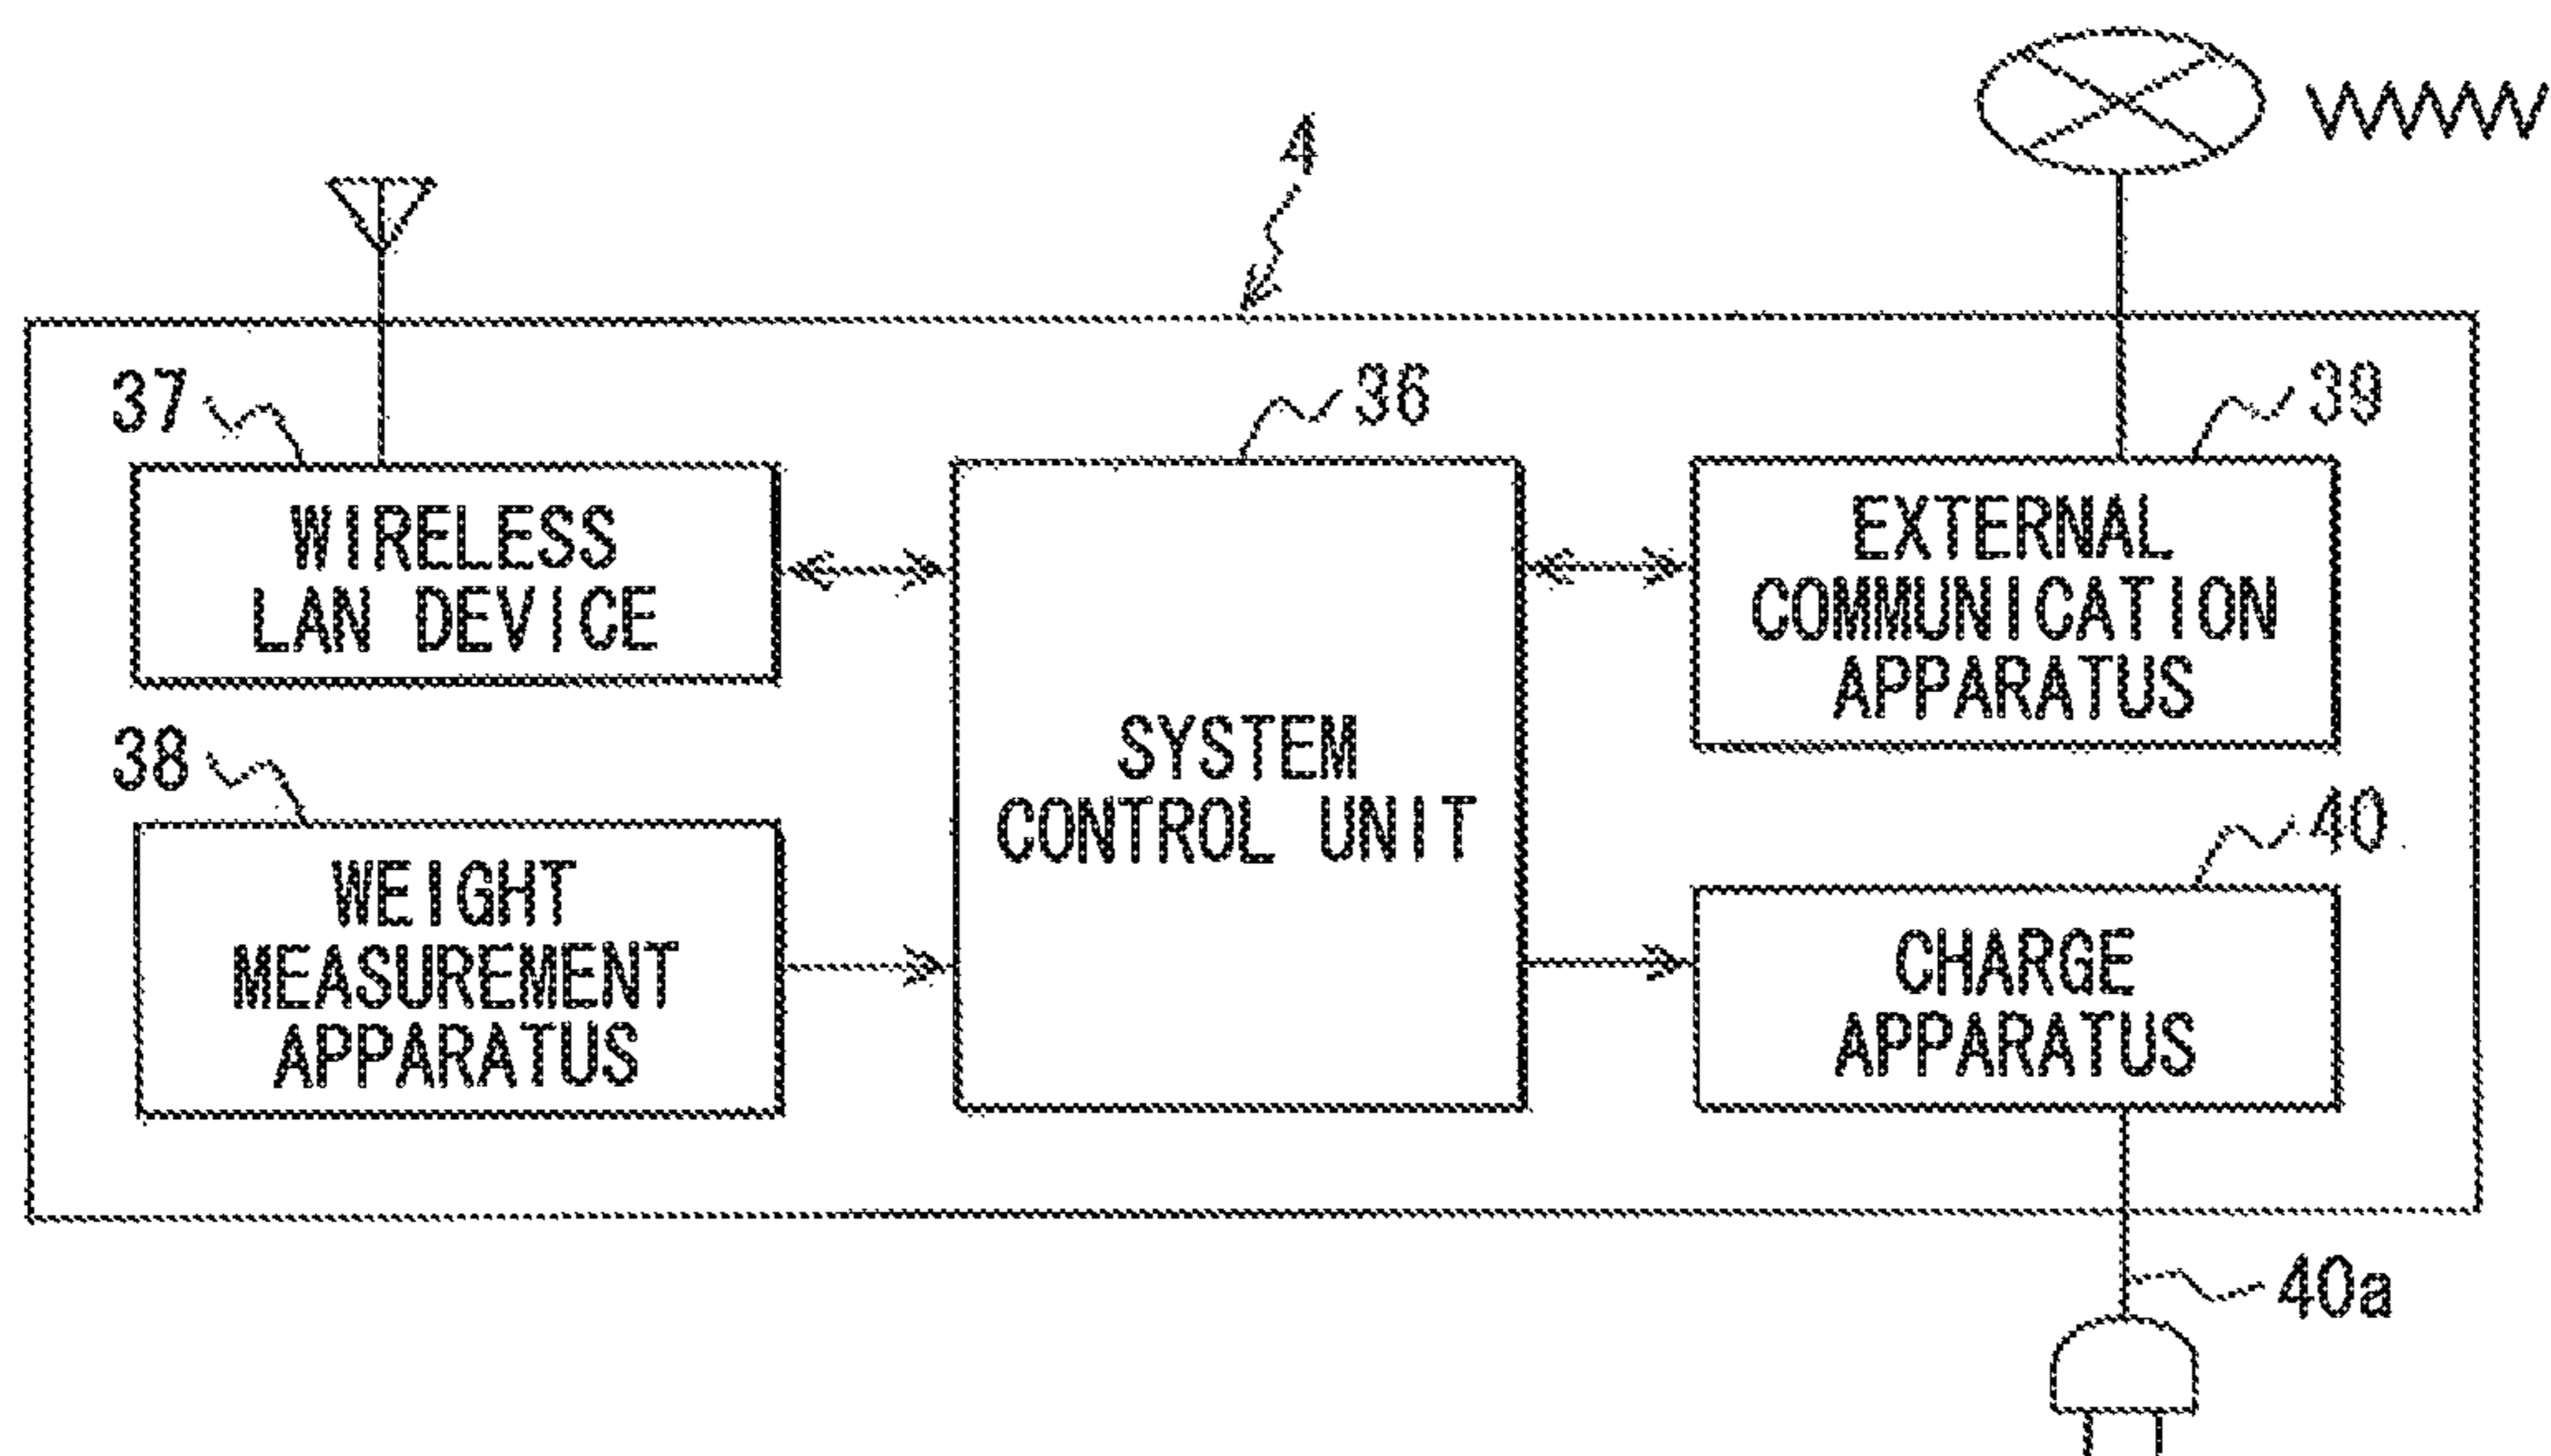 4
37
36
39
WIRELESS
LAN DEVICE
EXTERNAL
COMMUNICATION
APPARATUS
38
SYSTEM
CONTROL UNIT
40
WEIGHT
MEASUREMENT
APPARATUS
CHARGE
APPARATUS
40a